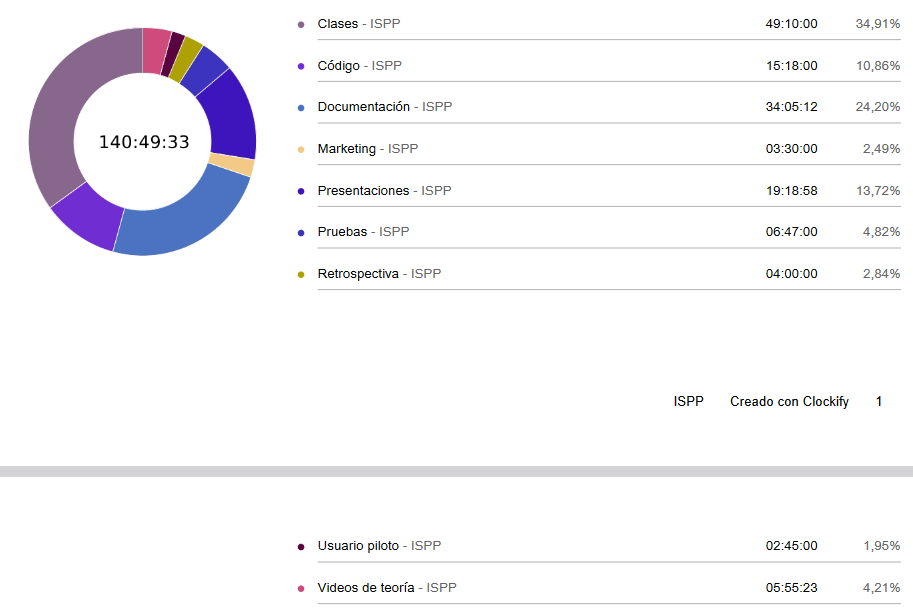 140:49:33
Clases - ISPP 49:10:00 34,91%
Código - ISPP 15:18:00 10,86%
Documentación - ISPP 34:05:12 24,20%
Marketing - ISPP 03:30:00 2,49%
Presentaciones - ISPP 19:18:58 13,72%
Pruebas - ISPP 06:47:00 4,82%
Retrospectiva - ISPP 04:00:00 2,84%
ISPP Creado con Clockify 1
Usuario piloto - ISPP 02:45:00 1,95%
Videos de teoría - ISPP 05:55:23 4,21%